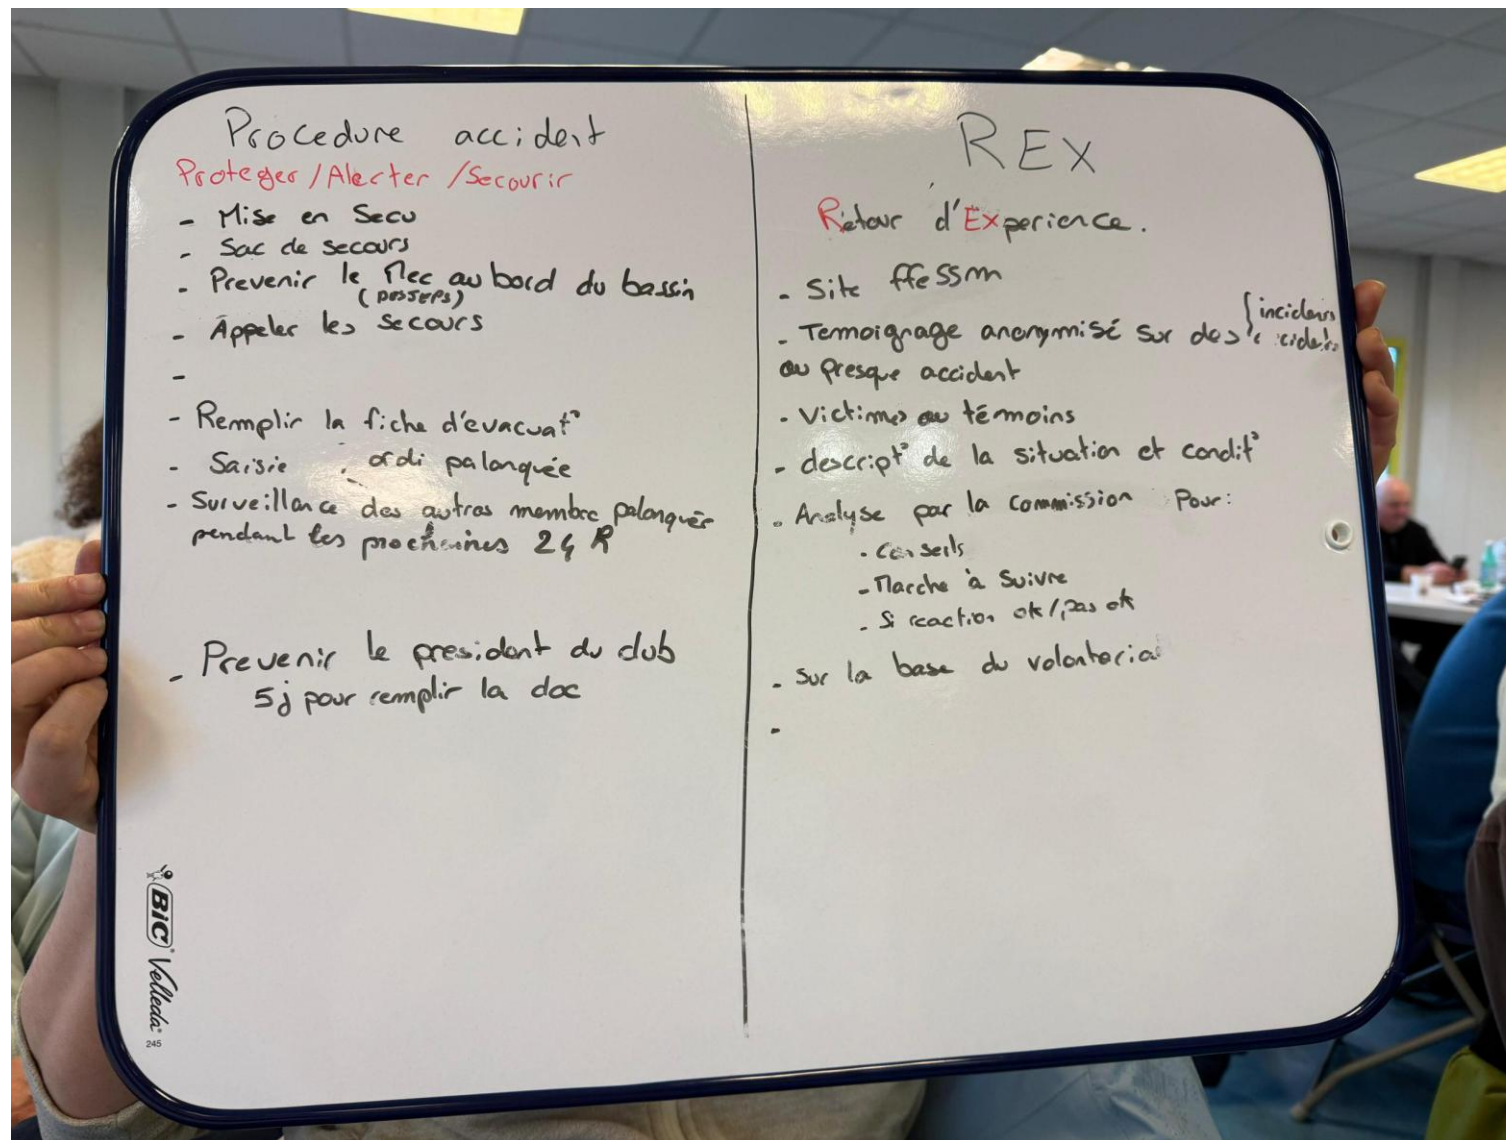 Procedure accident
Proteger / Alerter / Secourir
- Mise en Secu
- Sac de secours
- Prevenir le Mec au bord du bassin
- Appeler les secours
-
- Remplir la fiche d'evacuat°
- Saisie ordi palanquée
- Surveillance des autres membre palanquée
pendant les prochaines 24 R
- Prevenir le president du club
5j pour remplir la doc
REX
Retour d'Experience.
- Site ffessm
- Temoignage anonymisé sur des { incidents
ou presque accident
- Victimes ou témoins
- descript° de la situation et condit°
- Analyse par la commission Pour:
- Conseils
- Marche à Suivre
- Si reaction ok / pas ok
- Sur la base du volontaria
-
BiC Velleda
245